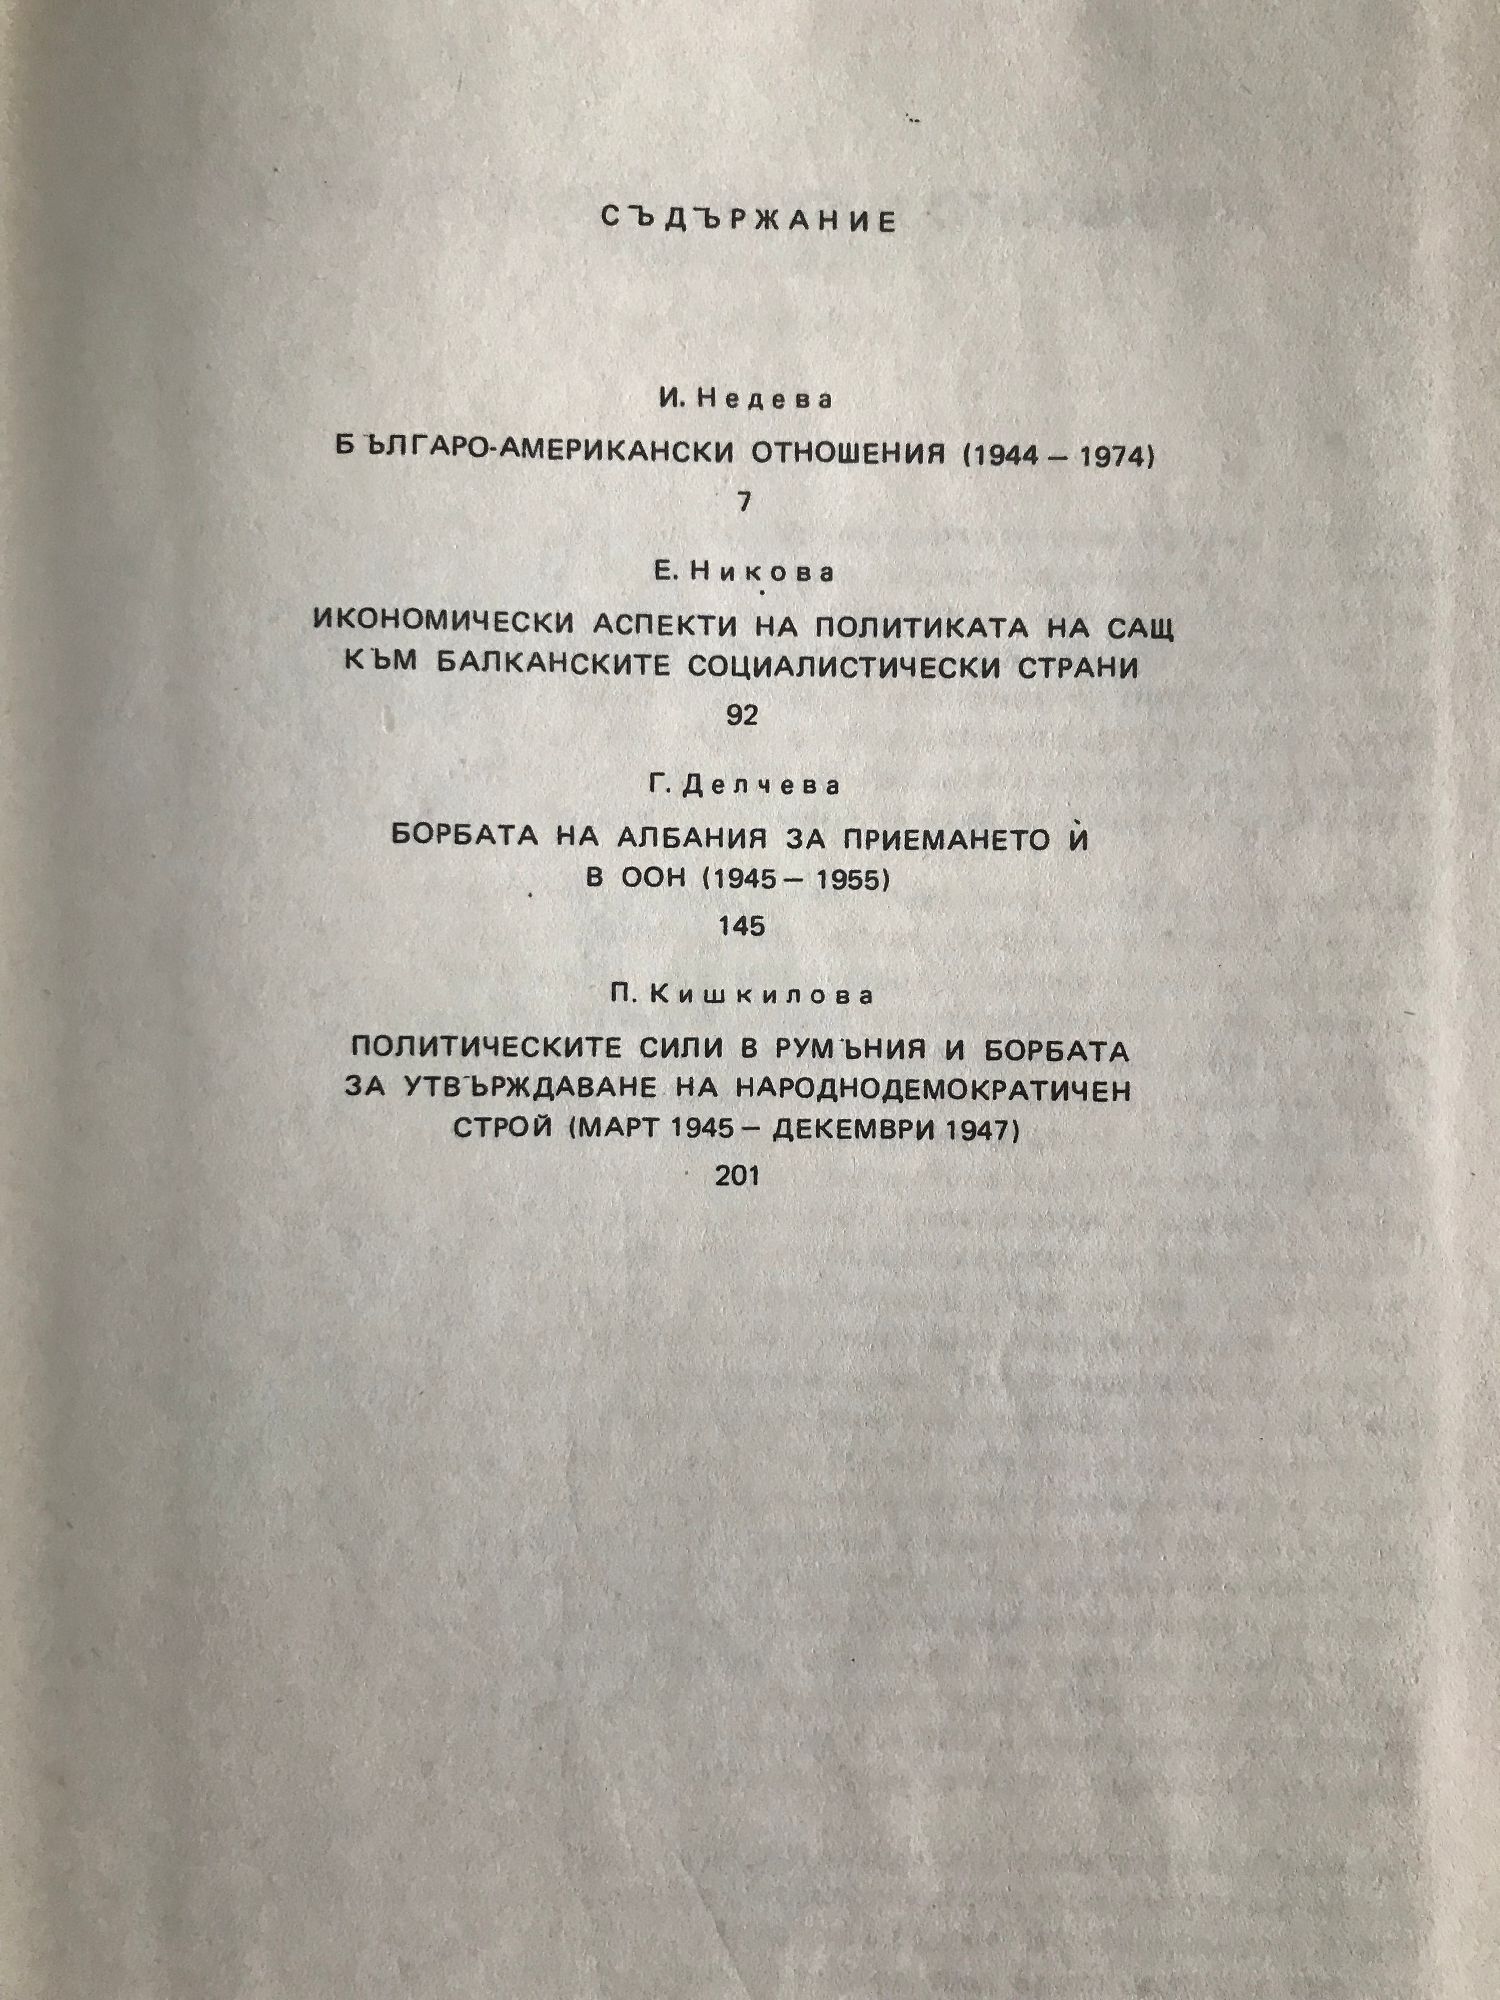 СЪДЪРЖАНИЕ
И. Недева
БЪЛГАРО-АМЕРИКАНСКИ ОТНОШЕНИЯ (1944 – 1974)
7
Е. Никова
ИКОНОМИЧЕСКИ АСПЕКТИ НА ПОЛИТИКАТА НА САЩ
КЪМ БАЛКАНСКИТЕ СОЦИАЛИСТИЧЕСКИ СТРАНИ
92
Г. Делчева
БОРБАТА НА АЛБАНИЯ ЗА ПРИЕМАНЕТО Ѝ
В ООН (1945 – 1955)
145
П. Кишкилова
ПОЛИТИЧЕСКИТЕ СИЛИ В РУМЪНИЯ И БОРБАТА
ЗА УТВЪРЖДАВАНЕ НА НАРОДНОДЕМОКРАТИЧЕН
СТРОЙ (МАРТ 1945 – ДЕКЕМВРИ 1947)
201